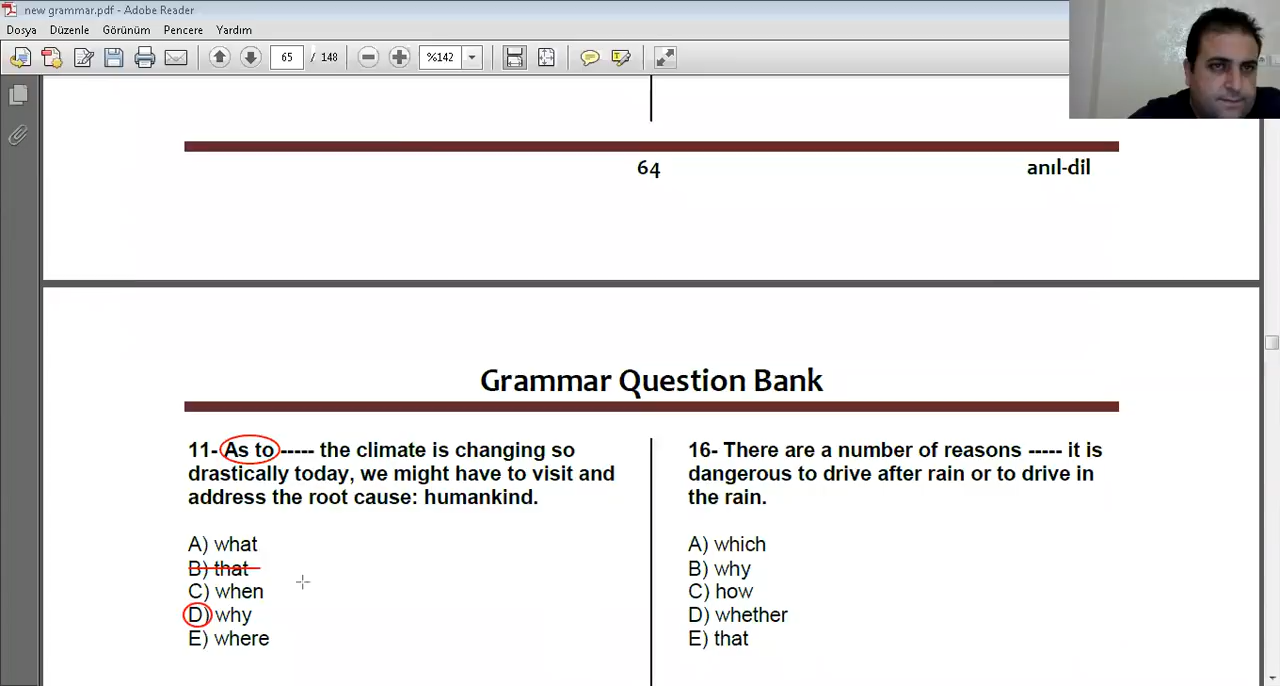 new grammar.pdf - Adobe Reader
Dosya Düzenle Görünüm Pencere Yardım
65 / 148 %142
64 anıl-dil
Grammar Question Bank
11- As to ----- the climate is changing so
drastically today, we might have to visit and
address the root cause: humankind.
A) what
B) that
C) when
D) why
E) where
16- There are a number of reasons ----- it is
dangerous to drive after rain or to drive in
the rain.
A) which
B) why
C) how
D) whether
E) that